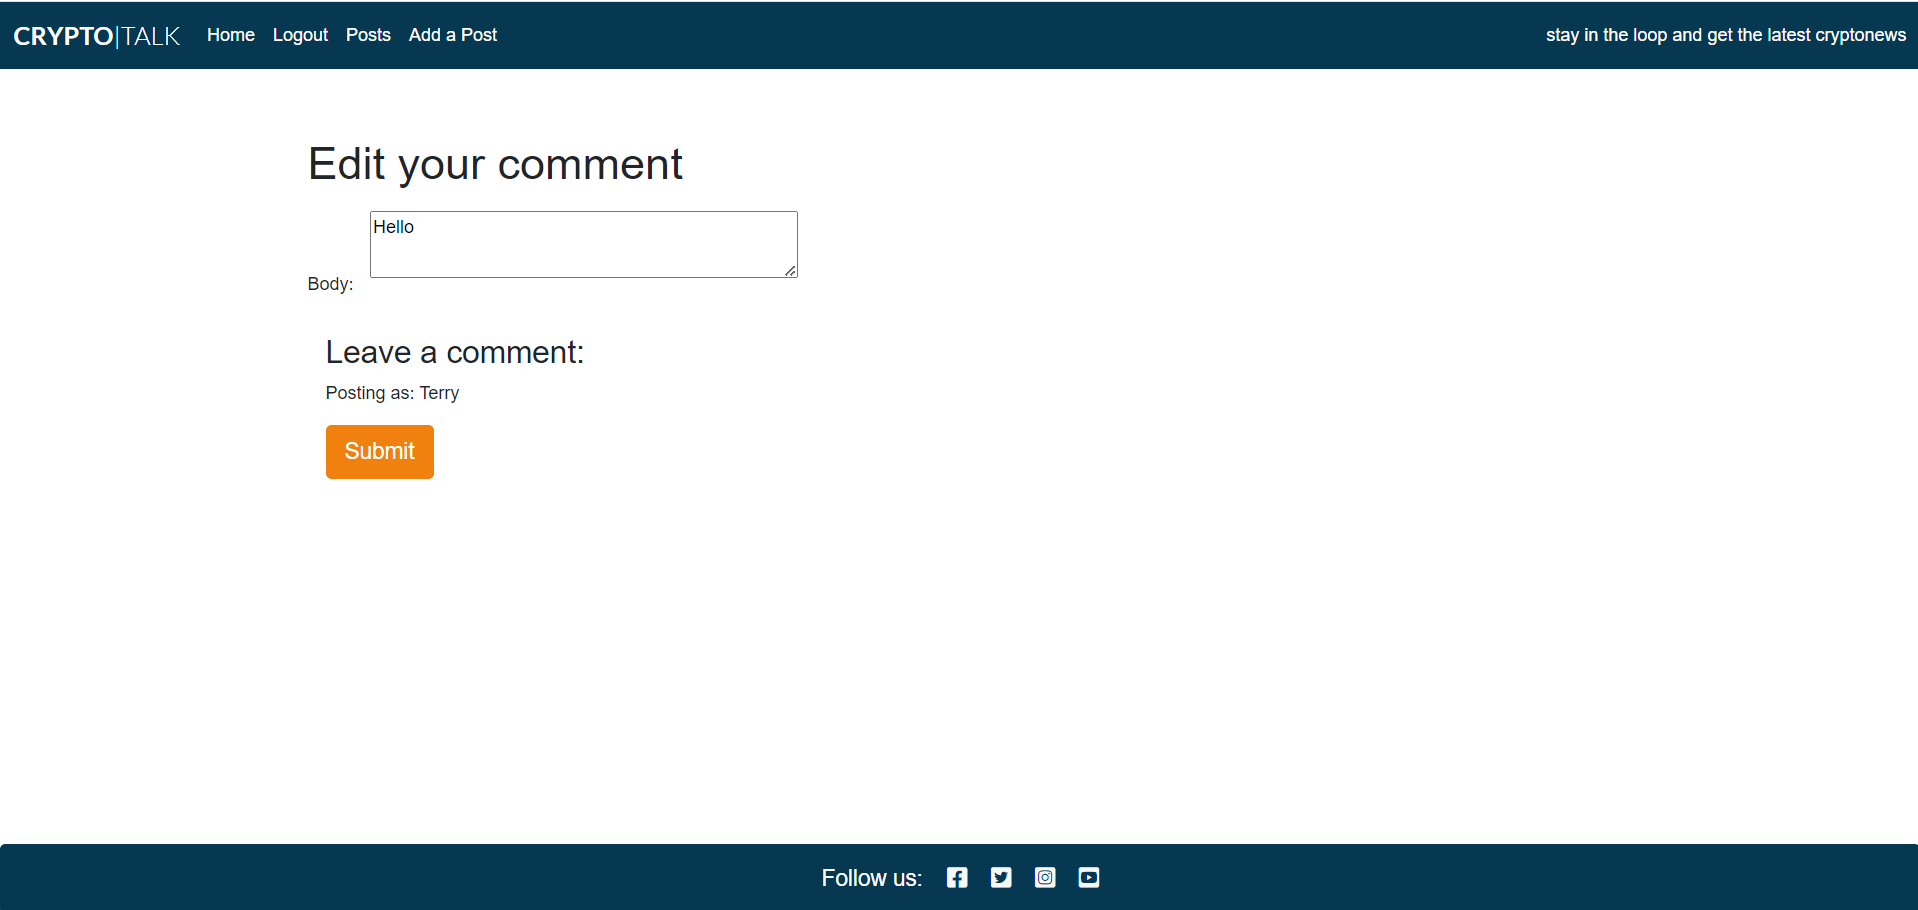 CRYPTO|TALK Home Logout Posts Add a Post stay in the loop and get the latest cryptonews
Edit your comment
Hello
Body:
Leave a comment:
Posting as: Terry
Submit
Follow us: